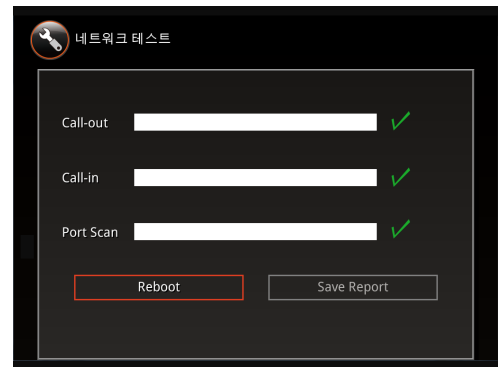 네트워크 테스트
Call-out
Call-in
Port Scan
Reboot
Save Report